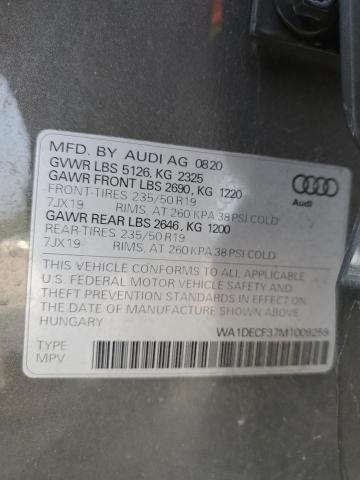 MFD. BY AUDI AG 0820
GVWR LBS 5126, KG 2325
GAWR FRONT LBS 2690, KG 1220
FRONT-TIRES 235/50 R19
7JX19 RIMS, AT 260 KPA 38 PSI COLD
GAWR REAR LBS 2646, KG 1200
REAR-TIRES 235/50 R19
7JX19 RIMS, AT 260 KPA 38 PSI COLD
THIS VEHICLE CONFORMS TO ALL APPLICABLE
U.S. FEDERAL MOTOR VEHICLE SAFETY AND
THEFT PREVENTION STANDARDS IN EFFECT ON
THE DATE OF MANUFACTURE SHOWN ABOVE
HUNGARY
WA1DECF37M1009259
TYPE
MPV
Audi